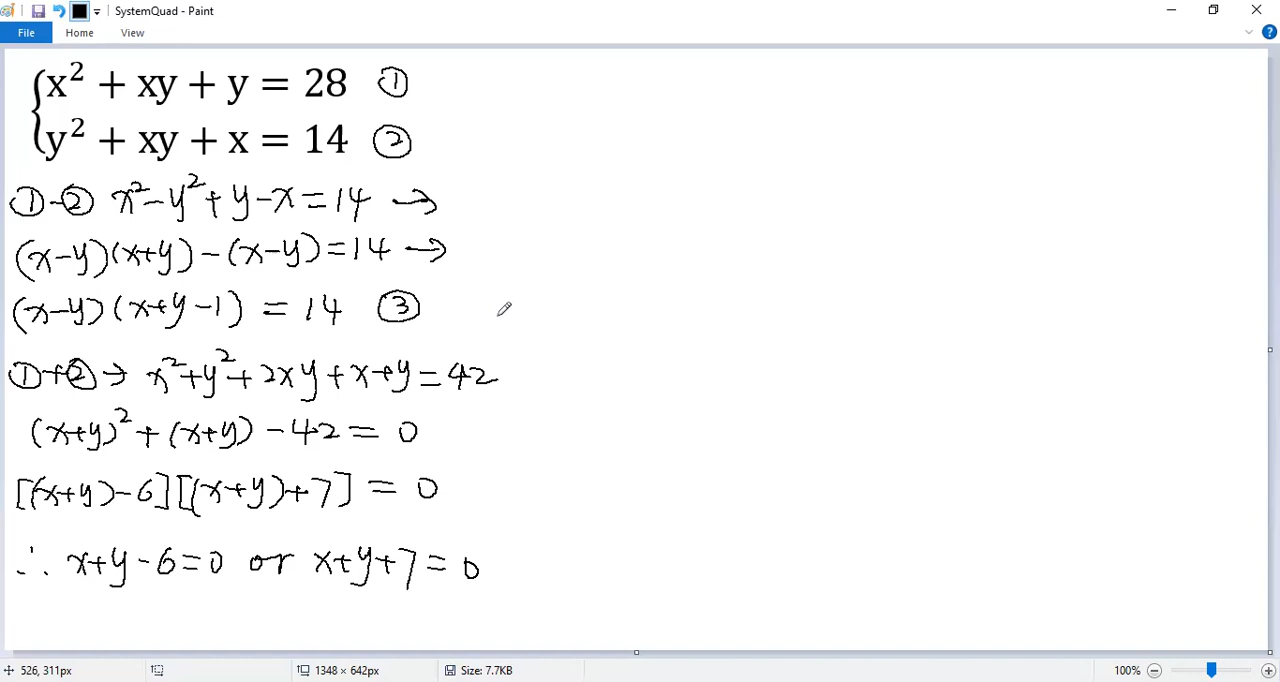 SystemQuad - Paint
File Home View
x² + xy + y = 28 ①
y² + xy + x = 14 ②
①-② x²-y²+y-x=14 →
(x-y)(x+y)-(x-y)=14 →
(x-y)(x+y-1) = 14 ③
①+② → x²+y²+2xy+x+y=42
(x+y)²+(x+y)-42=0
[(x+y)-6][(x+y)+7] = 0
∴ x+y-6=0 or x+y+7=0
526, 311px 1348 × 642px Size: 7.7KB 100%